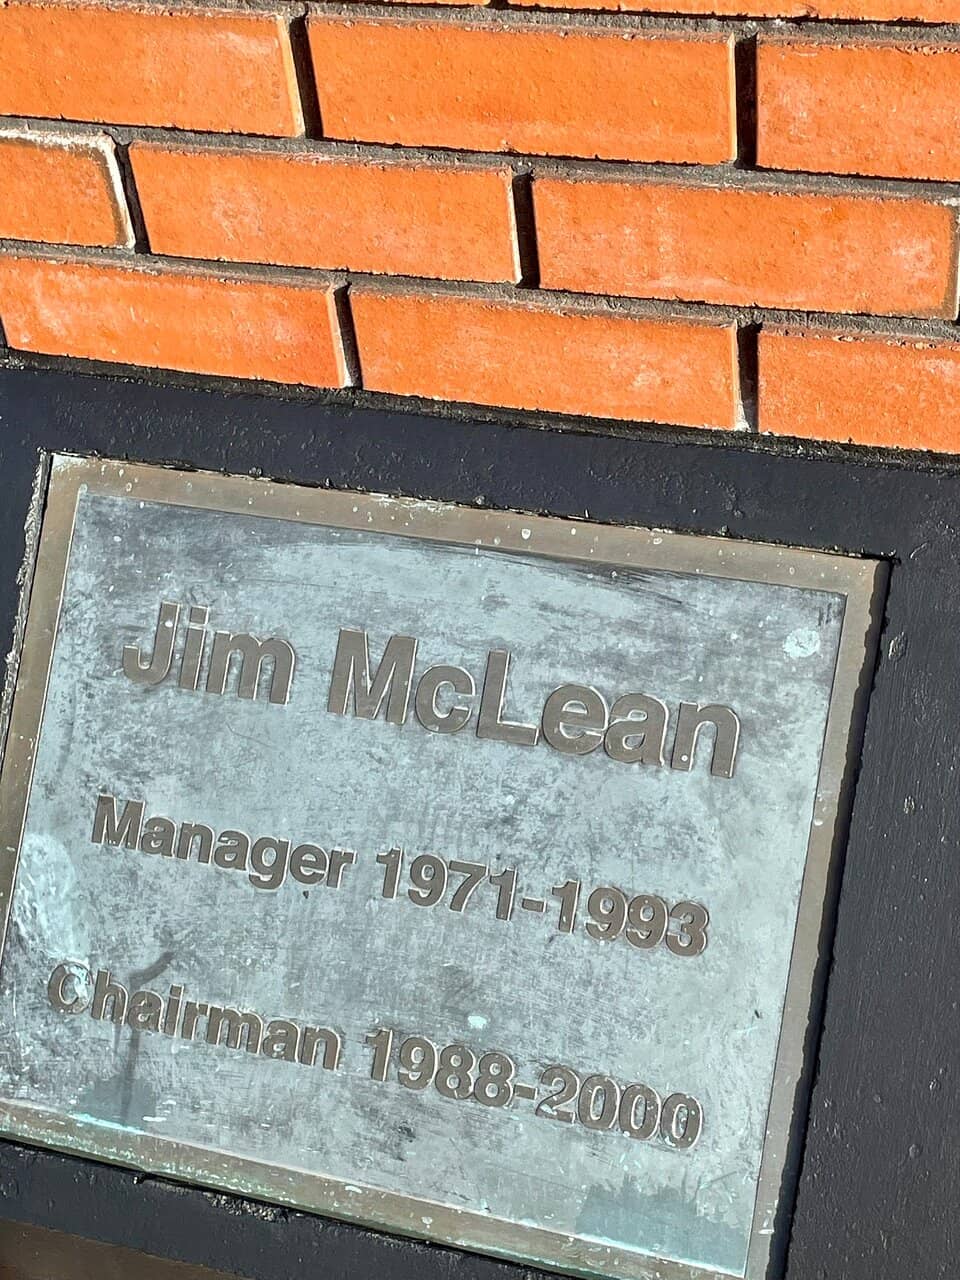 Jim McLean
Manager 1971-1993
Chairman 1988-2000